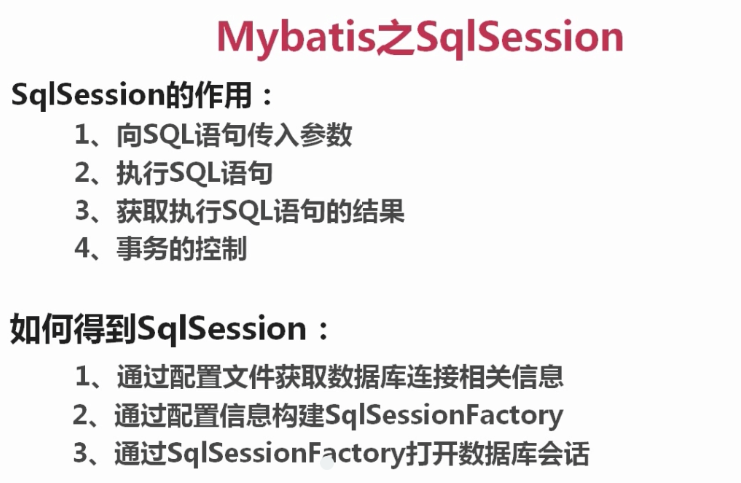 Mybatis之SqlSession
SqlSession的作用：
1、向SQL语句传入参数
2、执行SQL语句
3、获取执行SQL语句的结果
4、事务的控制
如何得到SqlSession：
1、通过配置文件获取数据库连接相关信息
2、通过配置信息构建SqlSessionFactory
3、通过SqlSessionFactory打开数据库会话